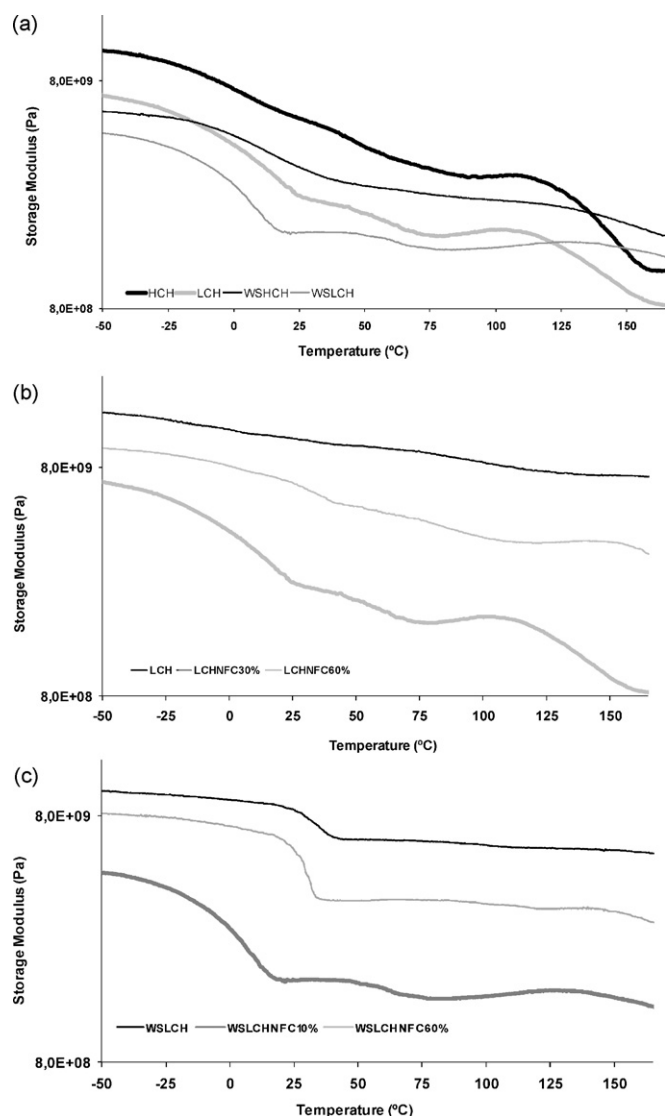 (a)
8,0E+09
Storage Modulus (Pa)
HCH LCH WSHCH WSLCH
8,0E+08
-50 -25 0 25 50 75 100 125 150
Temperature (ºC)
(b)
8,0E+09
Storage Modulus (Pa)
LCH LCHNFC30% LCHNFC60%
8,0E+08
-50 -25 0 25 50 75 100 125 150
Temperature (ºC)
(c)
8,0E+09
Storage Modulus (Pa)
WSLCH WSLCHNFC10% WSLCHNFC60%
8,0E+08
-50 -25 0 25 50 75 100 125 150
Temperature (ºC)